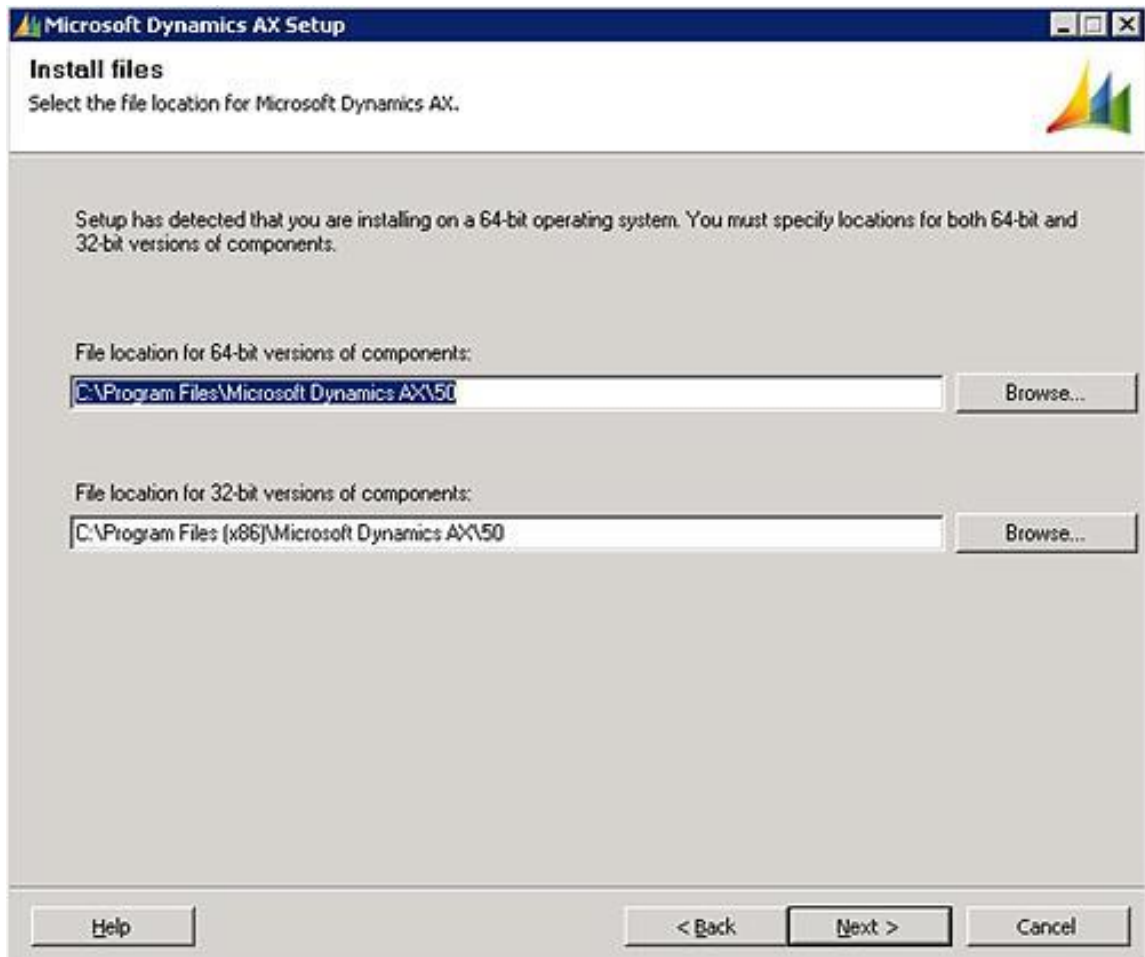 Microsoft Dynamics AX Setup
Install files
Select the file location for Microsoft Dynamics AX.
Setup has detected that you are installing on a 64-bit operating system. You must specify locations for both 64-bit and
32-bit versions of components.
File location for 64-bit versions of components:
C:\Program Files\Microsoft Dynamics AX\50
Browse...
File location for 32-bit versions of components:
C:\Program Files (x86)\Microsoft Dynamics AX\50
Browse...
Help
< Back
Next >
Cancel